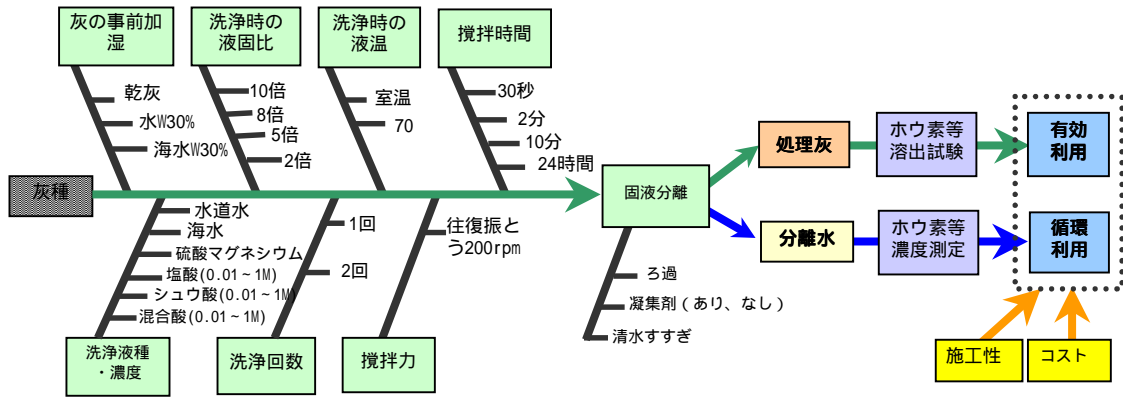 灰の事前加
湿
洗浄時の
液固比
洗浄時の
液温
撹拌時間
乾灰
水W30%
海水W30%
10倍
8倍
5倍
2倍
室温
70
30秒
2分
10分
24時間
灰種
固液分離
処理灰
ホウ素等
溶出試験
有効
利用
分離水
ホウ素等
濃度測定
循環
利用
水道水
海水
硫酸マグネシウム
塩酸(0.01~1M)
シュウ酸(0.01~1M)
混合酸(0.01~1M)
1回
2回
往復振と
う200rpm
ろ過
凝集剤(あり、なし)
清水すすぎ
洗浄液種
・濃度
洗浄回数
撹拌力
施工性
コスト